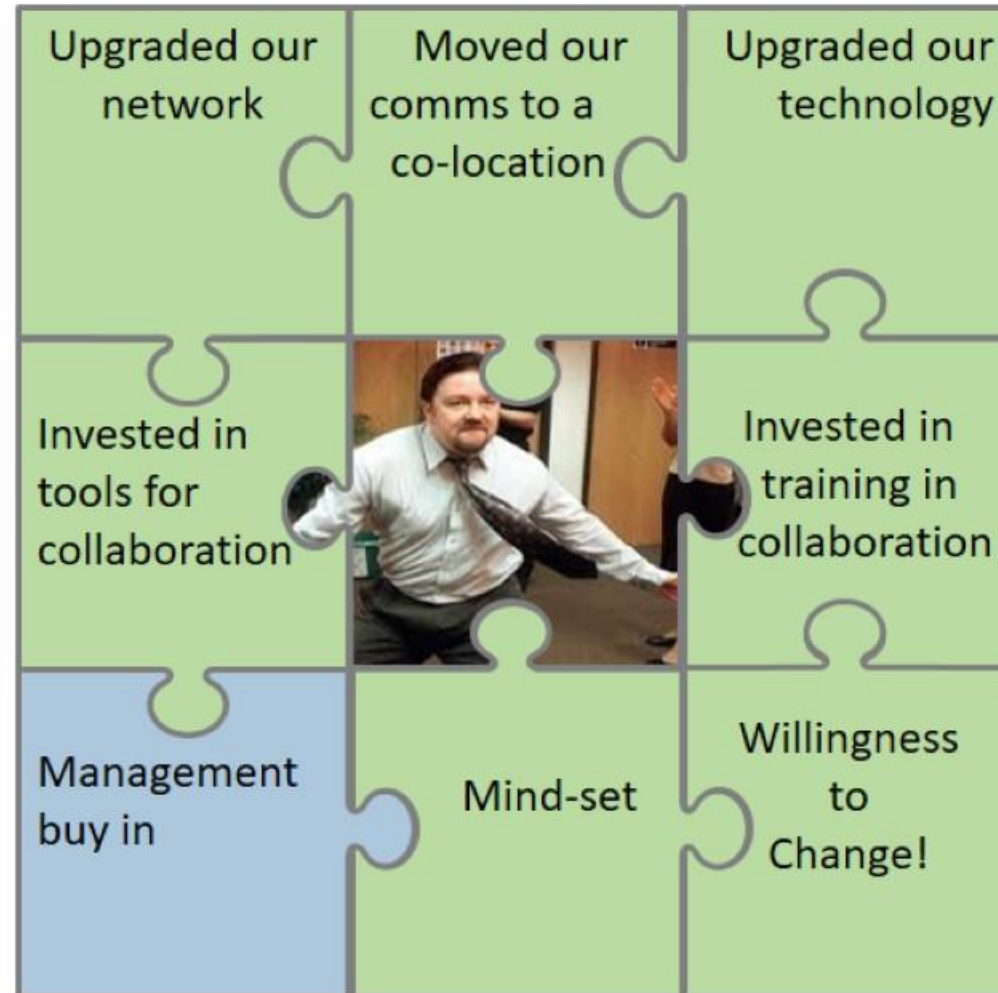 Upgraded our
network
Moved our
comms to a
co-location
Upgraded our
technology
Invested in
tools for
collaboration
Invested in
training in
collaboration
Management
buy in
Mind-set
Willingness
to
Change!